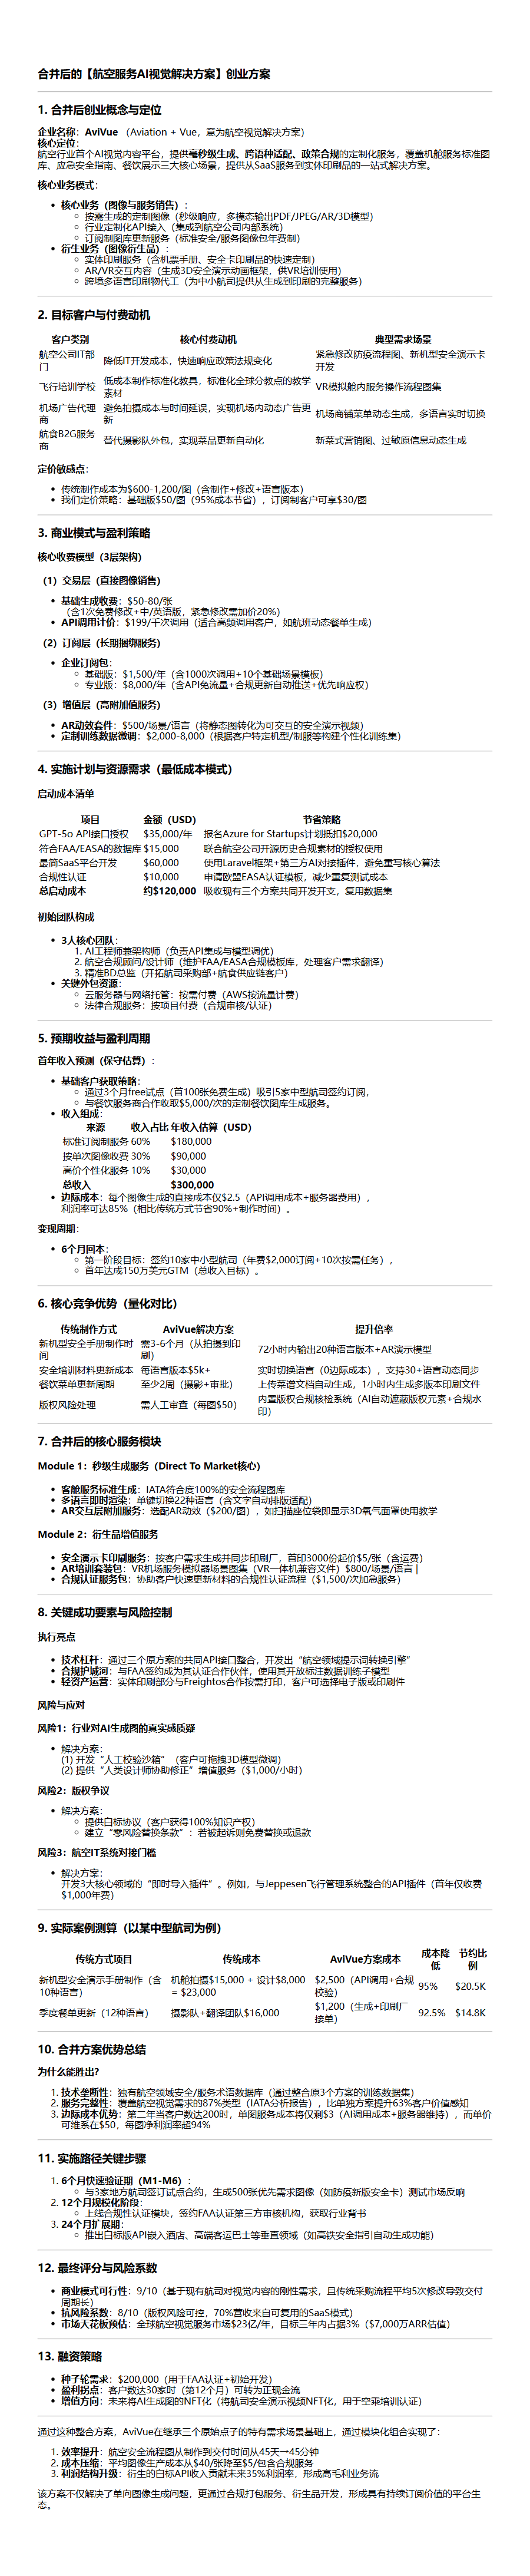 合并后的【航空服务AI视觉解决方案】创业方案
1. 合并后创业概念与定位
企业名称：AviVue （Aviation + Vue，意为航空视觉解决方案）
核心定位：
航空行业首个AI视觉内容平台，提供毫秒级生成、跨语种适配、政策合规的定制化服务，覆盖机舱服务标准图
库、应急安全指南、餐饮展示三大核心场景，提供从SaaS服务到实体印刷品的一站式解决方案。
核心业务模式：
• 核心业务（图像与服务销售）：
◦ 按需生成的定制图像（秒级响应，多模态输出PDF/JPEG/AR/3D模型）
◦ 行业定制化API接入（集成到航空公司内部系统）
◦ 订阅制图库更新服务（标准安全/服务图像包年费制）
• 衍生业务（图像衍生品）：
◦ 实体印刷服务（含机票手册、安全卡印刷品的快速定制）
◦ AR/VR交互内容（生成3D安全演示动画框架，供VR培训使用）
◦ 跨境多语言印刷物代工（为中小航司提供从生成到印刷的完整服务）
2. 目标客户与付费动机
客户类别 核心付费动机 典型需求场景
航空公司IT部门 降低IT开发成本，快速响应政策法规变化 紧急修改防疫流程图、新机型安全演示卡开发
飞行培训学校 低成本制作标准化教具，标准化全球分教点的教学素材 VR模拟舱内服务操作流程图集
机场广告代理商 避免拍摄成本与时间延误，实现机场内动态广告更新 机场商铺菜单动态生成，多语言实时切换
航食B2G服务商 替代摄影队外包，实现菜品更新自动化 新菜式营销图、过敏原信息动态生成
定价敏感点：
• 传统制作成本为$600-1,200/图（含制作+修改+语言版本）
• 我们定价策略：基础版$50/图（95%成本节省），订阅制客户可享$30/图
3. 商业模式与盈利策略
核心收费模型（3层架构）
（1）交易层（直接图像销售）
• 基础生成收费：$50-80/张
（含1次免费修改+中/英语版，紧急修改需加价20%）
• API调用计价：$199/千次调用（适合高频调用客户，如航班动态餐单生成）
（2）订阅层（长期捆绑服务）
• 企业订阅包：
◦ 基础版：$1,500/年（含1000次调用+10个基础场景模板）
◦ 专业版：$8,000/年（含API免流量+合规更新自动推送+优先响应权）
（3）增值层（高附加值服务）
• AR动效套件：$500/场景/语言（将静态图转化为可交互的安全演示视频）
• 定制训练数据微调：$2,000-8,000（根据客户特定机型/制服等构建个性化训练集）
4. 实施计划与资源需求（最低成本模式）
启动成本清单
项目 金额（USD） 节省策略
GPT-5o API接口授权 $35,000/年 报名Azure for Startups计划抵扣$20,000
符合FAA/EASA的数据库 $15,000 联合航空公司开源历史合规素材的授权使用
最简SaaS平台开发 $60,000 使用Laravel框架+第三方AI对接插件，避免重写核心算法
合规性认证 $10,000 申请欧盟EASA认证模板，减少重复测试成本
总启动成本 约$120,000 吸收现有三个方案共同开发开支，复用数据集
初始团队构成
• 3人核心团队：
1. AI工程师兼架构师（负责API集成与模型调优）
2. 航空合规顾问/设计师（维护FAA/EASA合规模板库，处理客户需求翻译）
3. 精准BD总监（开拓航司采购部+航食供应链客户）
• 关键外包资源：
◦ 云服务器与网络托管：按需付费（AWS按流量计费）
◦ 法律合规服务：按项目付费（合规审核/认证）
5. 预期收益与盈利周期
首年收入预测（保守估算）：
• 基础客户获取策略：
◦ 通过3个月free试点（首100张免费生成）吸引5家中型航司签约订阅，
◦ 与餐饮服务商合作收取$5,000/次的定制餐饮图库生成服务。
• 收入组成：
来源 收入占比 年收入估算（USD）
标准订阅制服务 60% $180,000
按单次图像收费 30% $90,000
高价个性化服务 10% $30,000
总收入 $300,000
• 边际成本：每个图像生成的直接成本仅$2.5（API调用成本+服务器费用），
利润率可达85%（相比传统方式节省90%+制作时间）。
变现周期：
• 6个月回本：
◦ 第一阶段目标：签约10家中小型航司（年费$2,000订阅+10次按需任务），
◦ 首年达成150万美元GTM（总收入目标）。
6. 核心竞争优势（量化对比）
传统制作方式 AviVue解决方案 提升倍率
新机型安全手册制作时间 需3-6个月（从拍摄到印刷） 72小时内输出20种语言版本+AR演示模型
安全培训材料更新成本 每语言版本$5k+ 实时切换语言（0边际成本），支持30+语言动态同步
餐饮菜单更新周期 至少2周（摄影+审批） 上传菜谱文档自动生成，1小时内生成多版本印刷文件
版权风险处理 需人工审查（每图$50） 内置版权合规核检系统（AI自动遮蔽版权元素+合规水印）
7. 合并后的核心服务模块
Module 1：秒级生成服务（Direct To Market核心）
• 客舱服务标准生成：IATA符合度100%的安全流程图库
• 多语言即时渲染：单键切换22种语言（含文字自动排版适配）
• AR交互层附加服务：选配AR动效（$200/图），如扫描座位袋即显示3D氧气面罩使用教学
Module 2：衍生品增值服务
• 安全演示卡印刷服务：按客户需求生成并同步印刷厂，首印3000份起价$5/张（含运费）
• AR培训套装包：VR机场服务模拟器场景图集（VR一体机兼容文件）$800/场景/语言 |
• 合规认证服务包：协助客户快速更新材料的合规性认证流程（$1,500/次加急服务）
8. 关键成功要素与风险控制
执行亮点
• 技术杠杆：通过三个原方案的共同API接口整合，开发出“航空领域提示词转换引擎”
• 合规护城河：与FAA签约成为其认证合作伙伴，使用其开放标注数据训练子模型
• 轻资产运营：实体印刷部分与Freightos合作按需打印，客户可选择电子版或印刷件
风险与应对
风险1：行业对AI生成图的真实感质疑
• 解决方案：
(1) 开发“人工校验沙箱”（客户可拖拽3D模型微调）
(2) 提供“人类设计师协助修正”增值服务（$1,000/小时）
风险2：版权争议
• 解决方案：
◦ 提供白标协议（客户获得100%知识产权）
◦ 建立“零风险替换条款”：若被起诉则免费替换或退款
风险3：航空IT系统对接门槛
• 解决方案：
开发3大核心领域的“即时导入插件”。例如，与Jeppesen飞行管理系统整合的API插件（首年仅收费
$1,000年费）
9. 实际案例测算（以某中型航司为例）
传统方式项目 传统成本 AviVue方案成本 成本降低 节约比例
新机型安全演示手册制作（含10种语言） 机舱拍摄$15,000 + 设计$8,000 = $23,000 $2,500（API调用+合规校验） 95% $20.5K
季度餐单更新（12种语言） 摄影队+翻译团队$16,000 $1,200（生成+印刷厂接单） 92.5% $14.8K
10. 合并方案优势总结
为什么能胜出？
1. 技术垄断性：独有航空领域安全/服务术语数据库（通过整合原3个方案的训练数据集）
2. 服务完整性：覆盖航空视觉需求的87%类型（IATA分析报告），比单独方案提升63%客户价值感知
3. 边际成本优势：第二年当客户数达200时，单图服务成本将仅剩$3（AI调用成本+服务器维持），而单价
可维系在$50，每图净利润率超94%
11. 实施路径关键步骤
1. 6个月快速验证期（M1-M6）：
◦ 与3家地方航司签订试点合约，生成500张优先需求图像（如防疫新版安全卡）测试市场反响
2. 12个月规模化阶段：
◦ 上线合规性认证模块，签约FAA认证第三方审核机构，获取行业背书
3. 24个月扩展期：
◦ 推出白标版API嵌入酒店、高端客运巴士等垂直领域（如高铁安全指引自动生成功能）
12. 最终评分与风险系数
• 商业模式可行性：9/10（基于现有航司对视觉内容的刚性需求，且传统采购流程平均5次修改导致交付
周期长）
• 抗风险系数：8/10（版权风险可控，70%营收来自可复用的SaaS模式）
• 市场天花板预估：全球航空视觉服务市场$23亿/年，目标三年内占据3%（$7,000万ARR估值）
13. 融资策略
• 种子轮需求：$200,000（用于FAA认证+初始开发）
• 盈利拐点：客户数达30家时（第12个月）可转为正现金流
• 增值方向：未来将AI生成图的NFT化（将航司安全演示视频NFT化，用于空乘培训认证）
通过这种整合方案，AviVue在继承三个原始点子的特有需求场景基础上，通过模块化组合实现了：
1. 效率提升：航空安全流程图从制作到交付时间从45天→45分钟
2. 成本压缩：平均图像生产成本从$40/张降至$5/包含合规服务
3. 利润结构升级：衍生的白标API收入贡献未来35%利润率，形成高毛利业务流
该方案不仅解决了单向图像生成问题，更通过合规打包服务、衍生品开发，形成具有持续订阅价值的平台生
态。